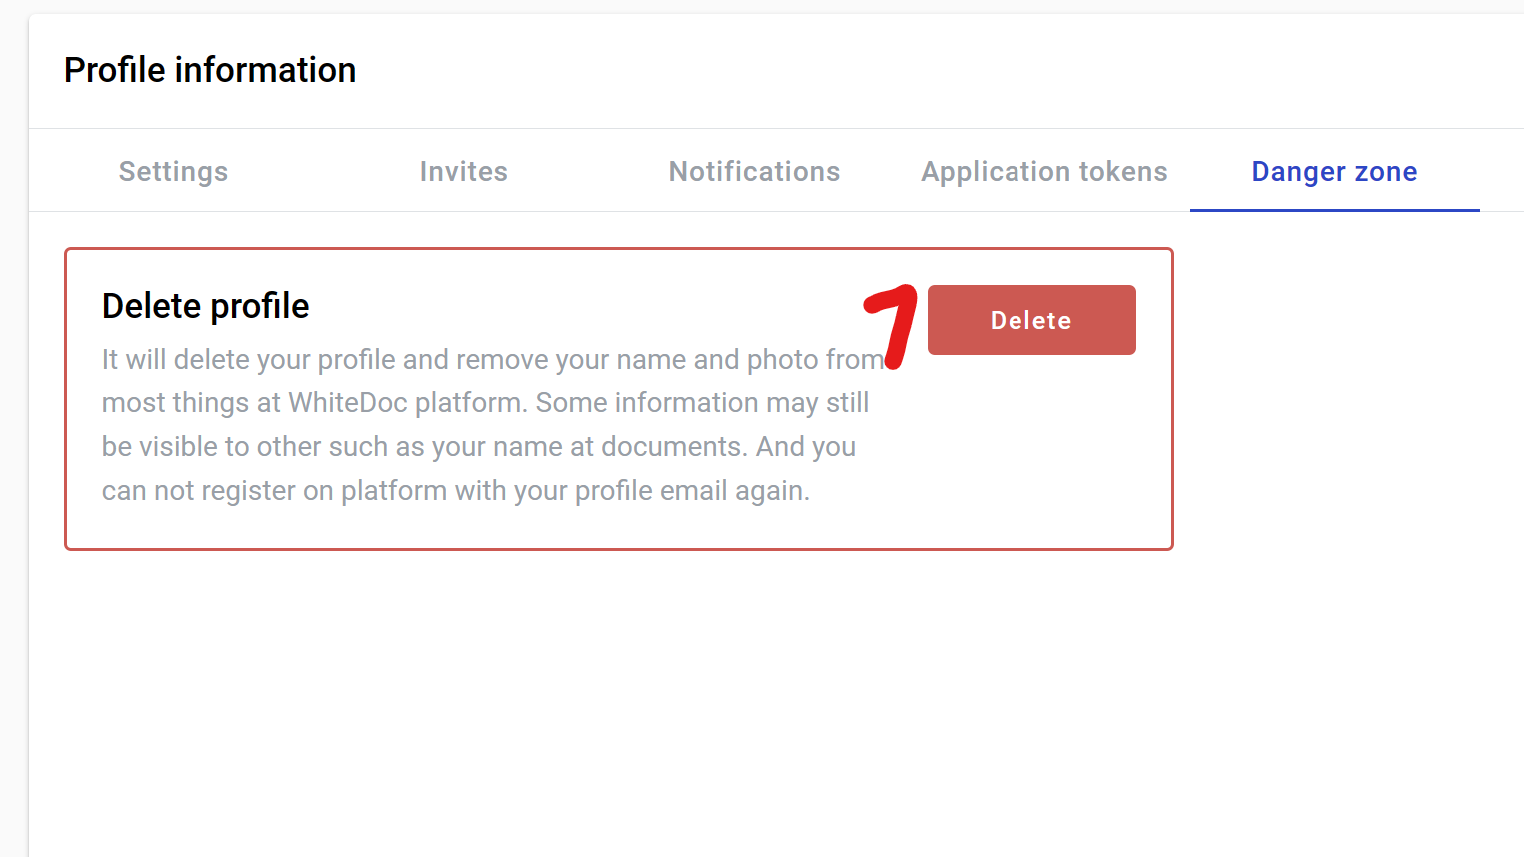 Profile information
Settings Invites Notifications Application tokens Danger zone
Delete profile
1
Delete
It will delete your profile and remove your name and photo from
most things at WhiteDoc platform. Some information may still
be visible to other such as your name at documents. And you
can not register on platform with your profile email again.